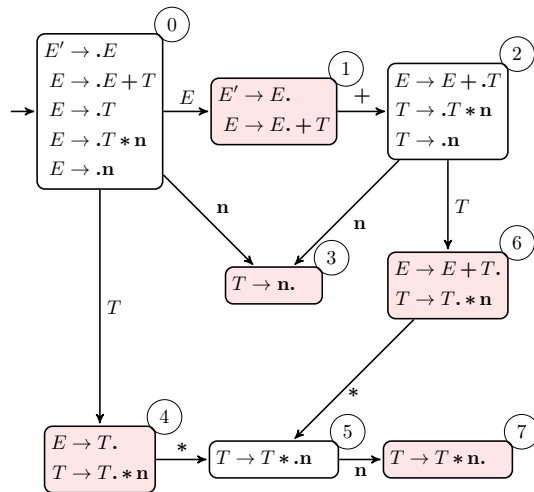 0
E′ → .E
E → .E + T
E → .T
E → .T * n
E → .n
E
1
E′ → E.
E → E. + T
+
2
E → E + .T
T → .T * n
T → .n
n
n
T
3
T → n.
6
E → E + T.
T → T. * n
T
*
4
E → T.
T → T. * n
*
5
T → T * .n
n
7
T → T * n.